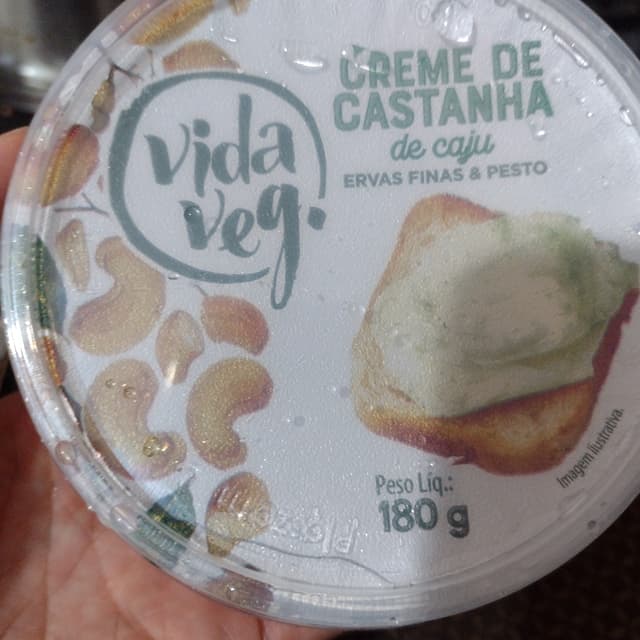 vida
veg.
CREME DE
CASTANHA
de caju
ERVAS FINAS & PESTO
Imagem ilustrativa.
Peso Líq.:
180 g